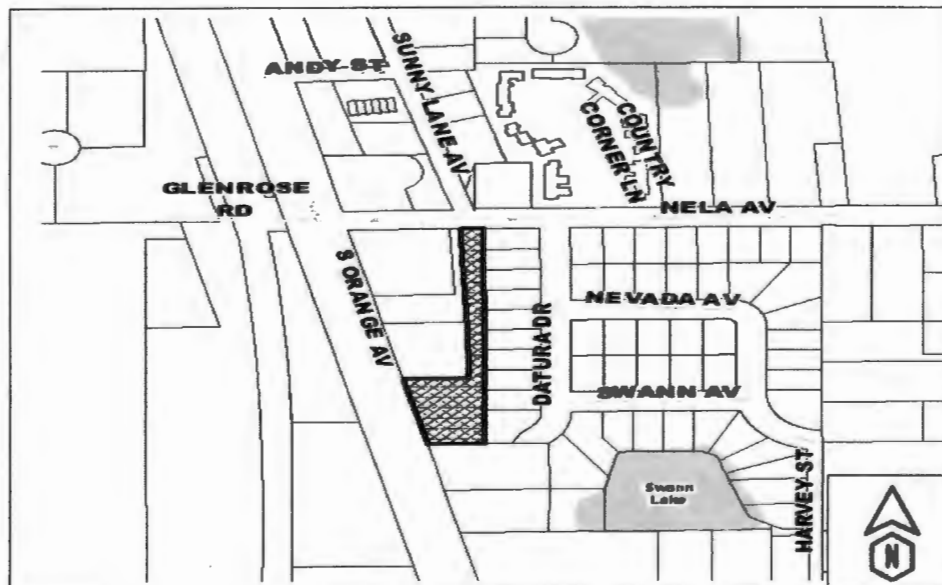 ANDY ST
SUNNY LANE AV
COUNTRY
CORNER LN
GLENROSE
RD
NELA AV
S ORANGE AV
NEVADA AV
DATURA DR
SWANN AV
Swann
Lake
HARVEY ST
N